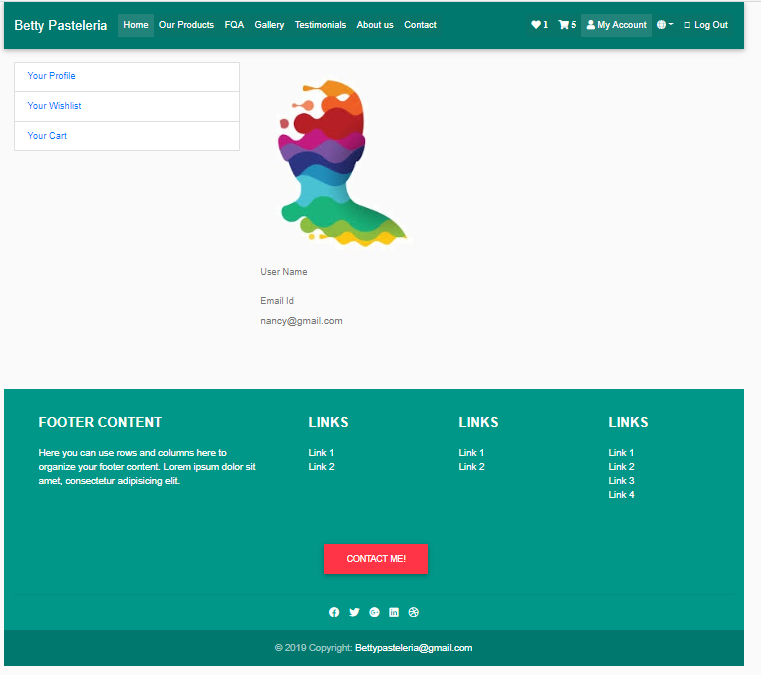 Betty Pasteleria Home Our Products FQA Gallery Testimonials About us Contact 1 5 My Account Log Out
Your Profile
Your Wishlist
Your Cart
User Name
Email Id
nancy@gmail.com
FOOTER CONTENT
Here you can use rows and columns here to
organize your footer content. Lorem ipsum dolor sit
amet, consectetur adipisicing elit.
LINKS
Link 1
Link 2
LINKS
Link 1
Link 2
LINKS
Link 1
Link 2
Link 3
Link 4
CONTACT ME!
© 2019 Copyright: Bettypasteleria@gmail.com